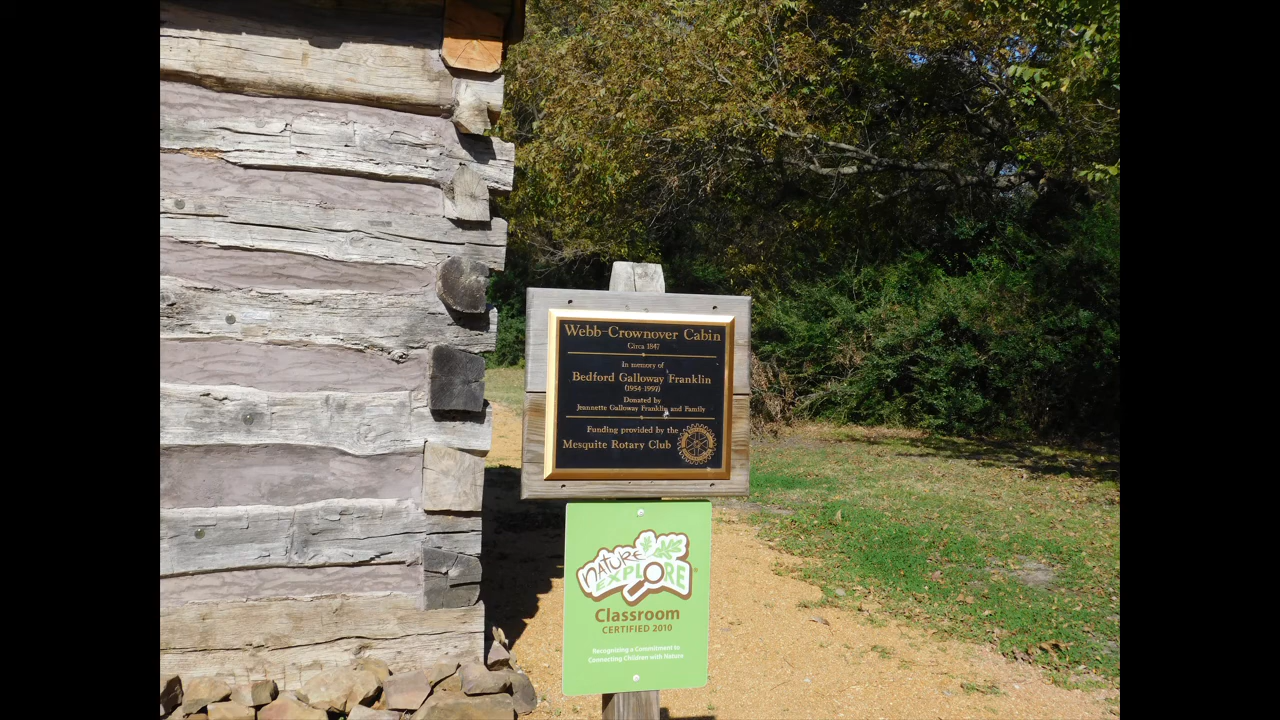 Webb-Crownover Cabin
Circa 1847
In memory of
Bedford Galloway Franklin
(1954-1997)
Donated by
Jeannette Galloway Franklin and Family
Funding provided by the
Mesquite Rotary Club
nature
EXPLORE
Classroom
CERTIFIED 2010
Recognizing a Commitment to
Connecting Children with Nature